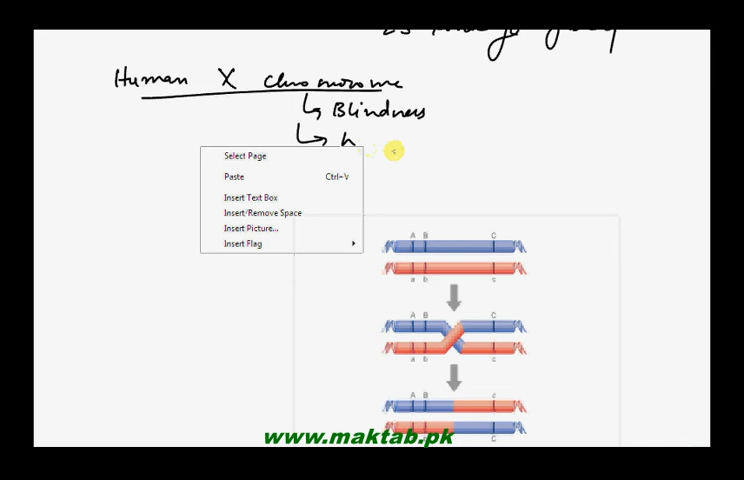 Human X chromosome
↳ Blindness
↳ h
Select Page
Paste Ctrl+V
Insert Text Box
Insert/Remove Space
Insert Picture...
Insert Flag
A B C
a b c
A B C
a b c
A B c
C
www.maktab.pk